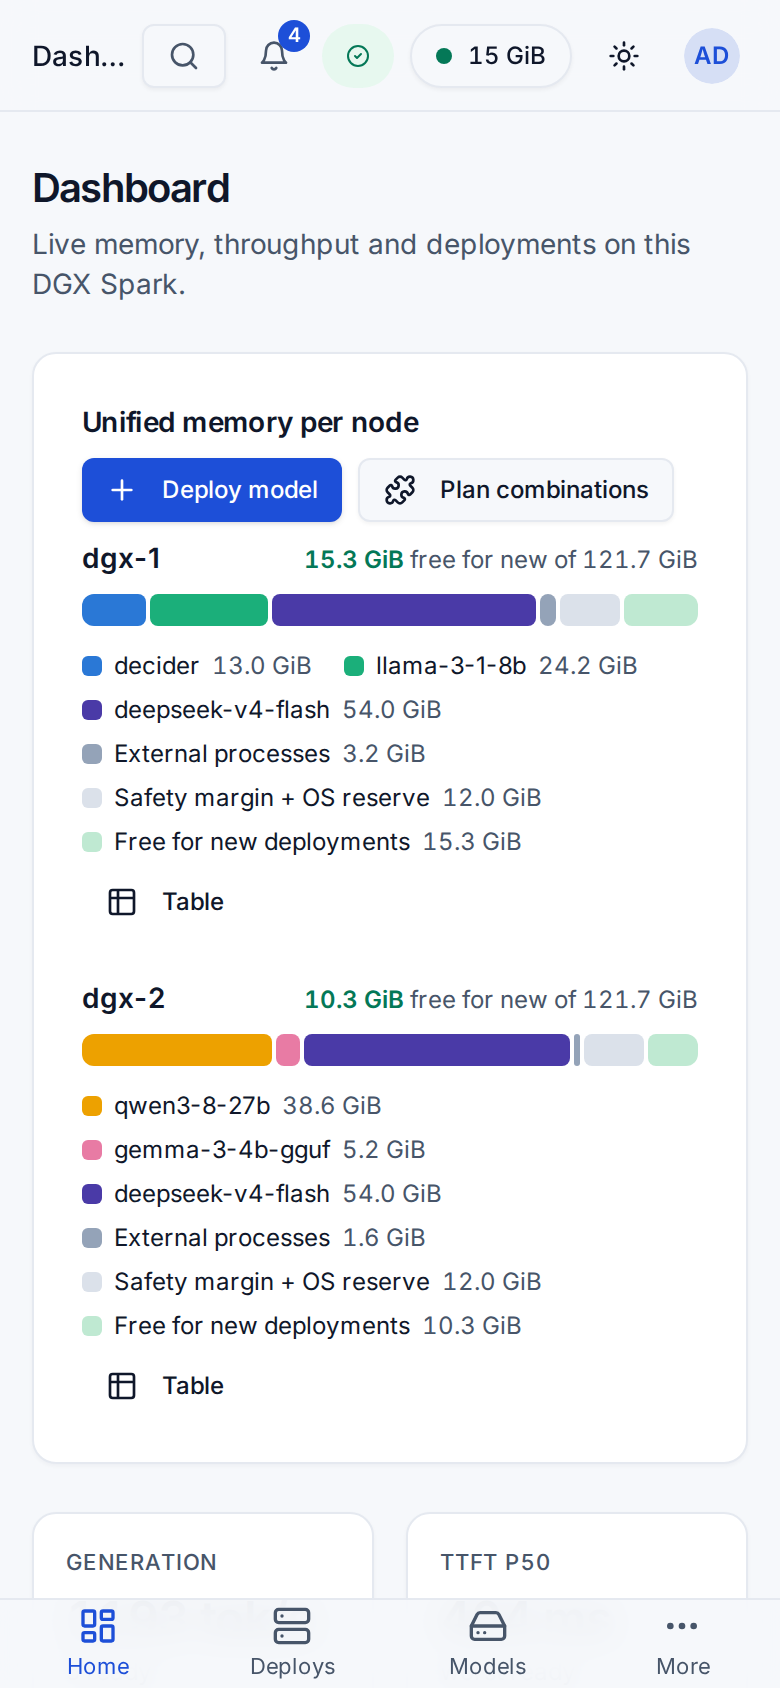 Dash...
4
15 GiB
AD
Dashboard
Live memory, throughput and deployments on this
DGX Spark.
Unified memory per node
Deploy model
Plan combinations
dgx-1
15.3 GiB free for new of 121.7 GiB
decider 13.0 GiB
llama-3-1-8b 24.2 GiB
deepseek-v4-flash 54.0 GiB
External processes 3.2 GiB
Safety margin + OS reserve 12.0 GiB
Free for new deployments 15.3 GiB
Table
dgx-2
10.3 GiB free for new of 121.7 GiB
qwen3-8-27b 38.6 GiB
gemma-3-4b-gguf 5.2 GiB
deepseek-v4-flash 54.0 GiB
External processes 1.6 GiB
Safety margin + OS reserve 12.0 GiB
Free for new deployments 10.3 GiB
Table
GENERATION
TTFT P50
Home
Deploys
Models
More